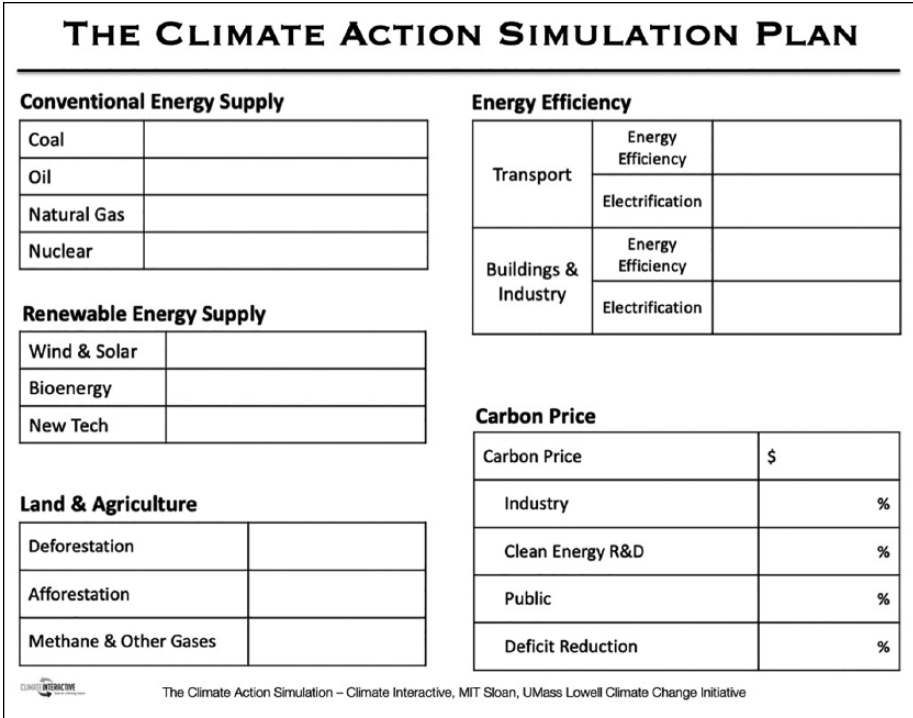 THE CLIMATE ACTION SIMULATION PLAN
Conventional Energy Supply
Coal
Oil
Natural Gas
Nuclear
Renewable Energy Supply
Wind & Solar
Bioenergy
New Tech
Land & Agriculture
Deforestation
Afforestation
Methane & Other Gases
Energy Efficiency
Transport
Energy
Efficiency
Electrification
Buildings &
Industry
Energy
Efficiency
Electrification
Carbon Price
Carbon Price $
Industry %
Clean Energy R&D %
Public %
Deficit Reduction %
CLIMATE INTERACTIVE
The Climate Action Simulation – Climate Interactive, MIT Sloan, UMass Lowell Climate Change Initiative